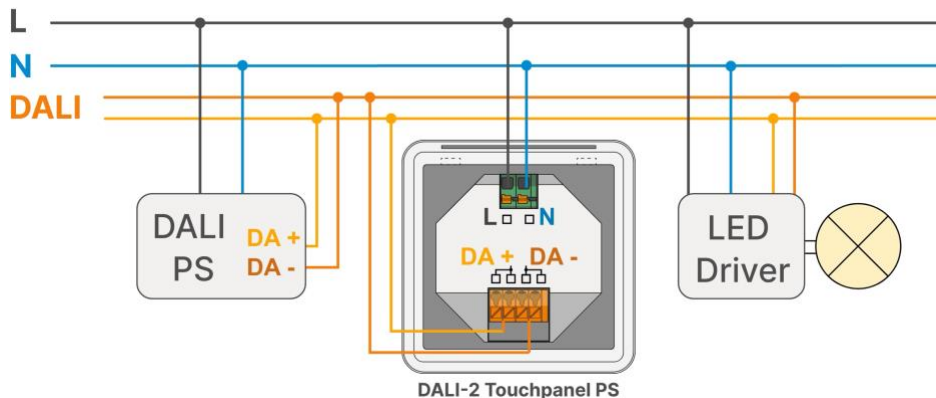 L
N
DALI
DALI
PS
DA +
DA -
L N
DA + DA -
LED
Driver
DALI-2 Touchpanel PS